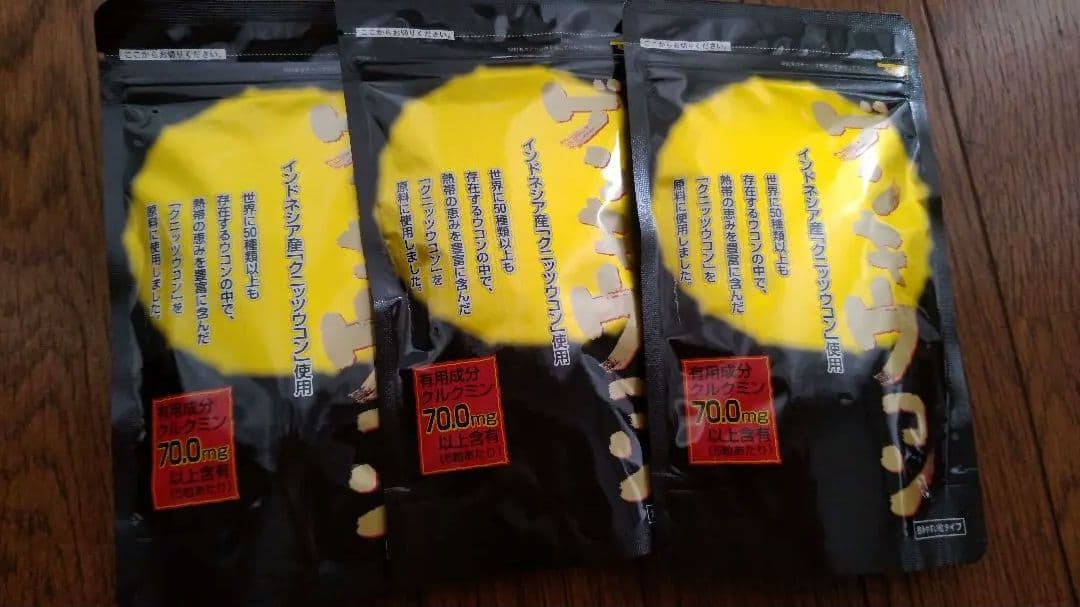 ここからお切りください。
インドネシア産「クニッツウコン」使用
世界に50種類以上も
存在するウコンの中で、
熱帯の恵みを豊富に含んだ
「クニッツウコン」を
原料に使用しました。
有用成分
クルクミン
70.0mg
以上含有
(5粒あたり)
ここからお切りください。
インドネシア産「クニッツウコン」使用
世界に50種類以上も
存在するウコンの中で、
熱帯の恵みを豊富に含んだ
「クニッツウコン」を
原料に使用しました。
有用成分
クルクミン
70.0mg
以上含有
(5粒あたり)
ここからお切りください。
インドネシア産「クニッツウコン」使用
世界に50種類以上も
存在するウコンの中で、
熱帯の恵みを豊富に含んだ
「クニッツウコン」を
原料に使用しました。
有用成分
クルクミン
70.0mg
以上含有
(5粒あたり)